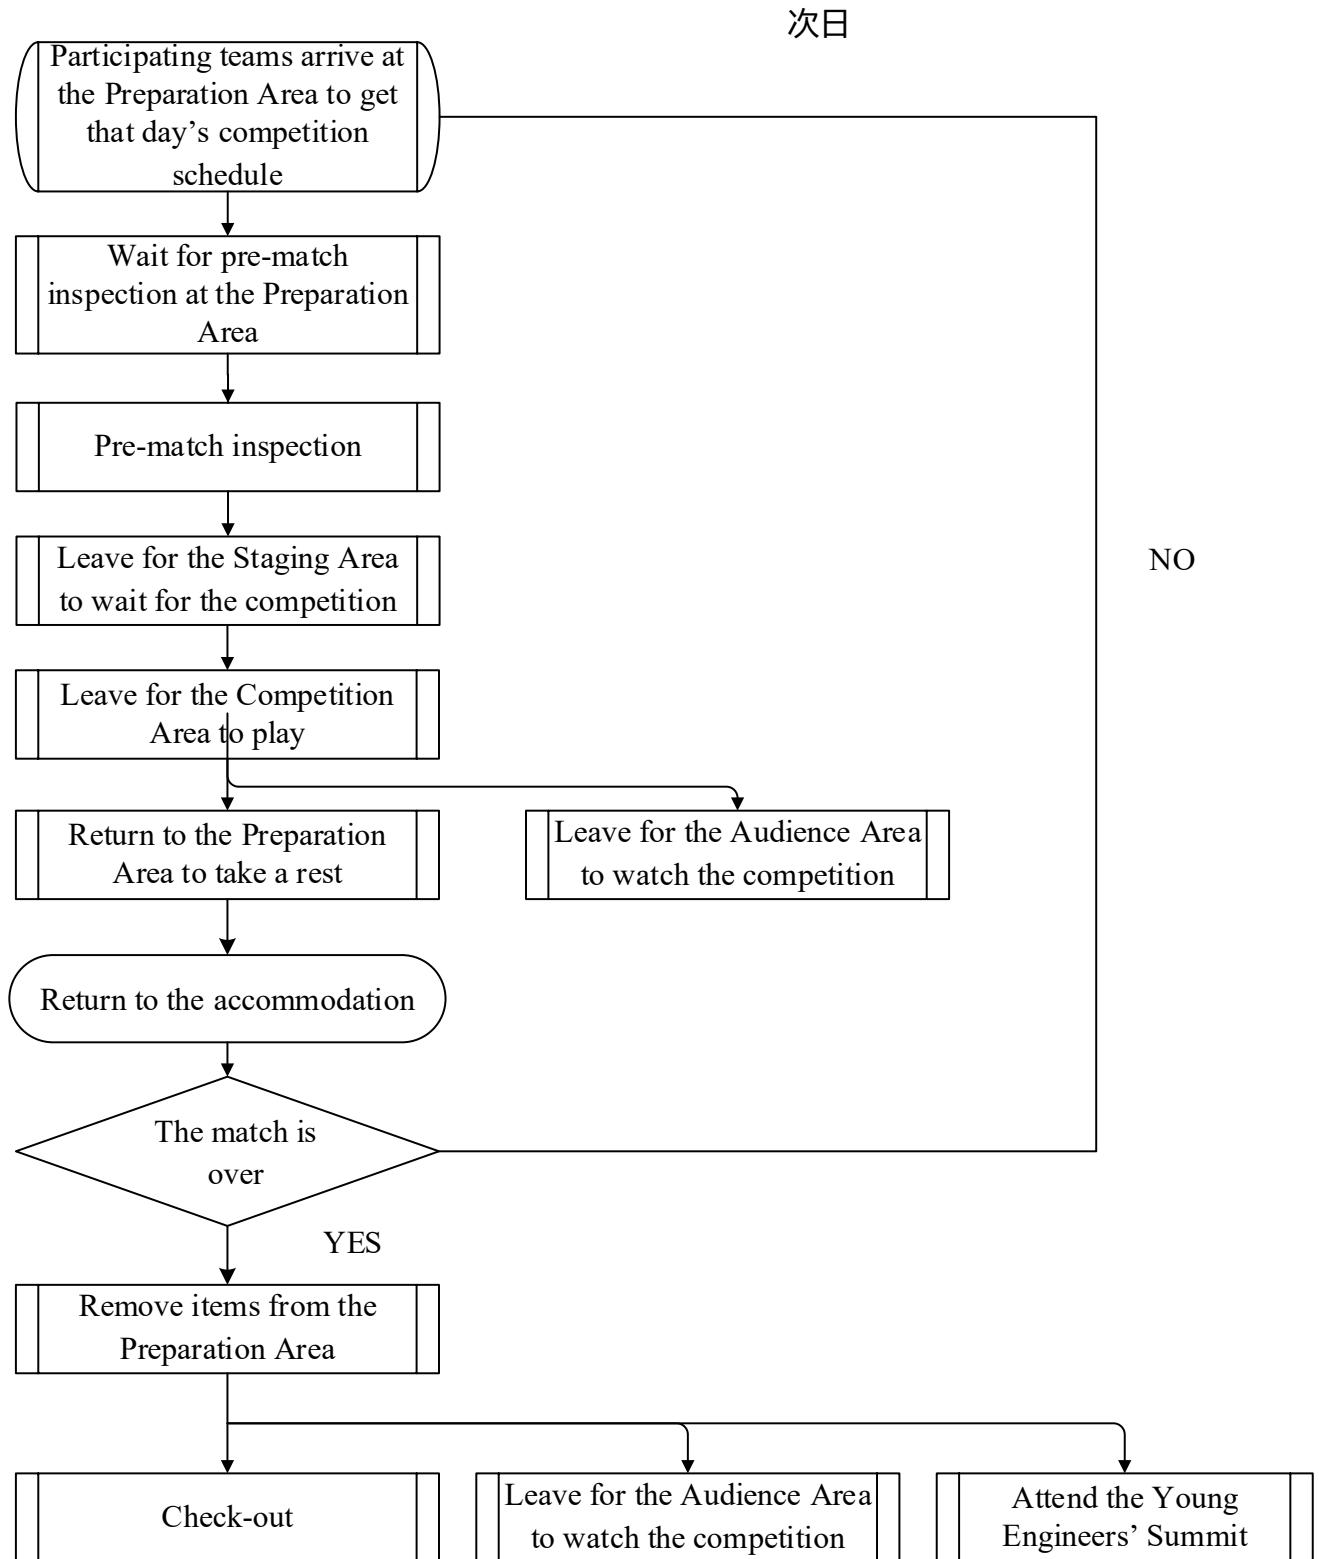 次日
Participating teams arrive at
the Preparation Area to get
that day’s competition
schedule
Wait for pre-match
inspection at the Preparation
Area
Pre-match inspection
Leave for the Staging Area
to wait for the competition
NO
Leave for the Competition
Area to play
Return to the Preparation
Area to take a rest
Leave for the Audience Area
to watch the competition
Return to the accommodation
The match is
over
YES
Remove items from the
Preparation Area
Check-out
Leave for the Audience Area
to watch the competition
Attend the Young
Engineers’ Summit